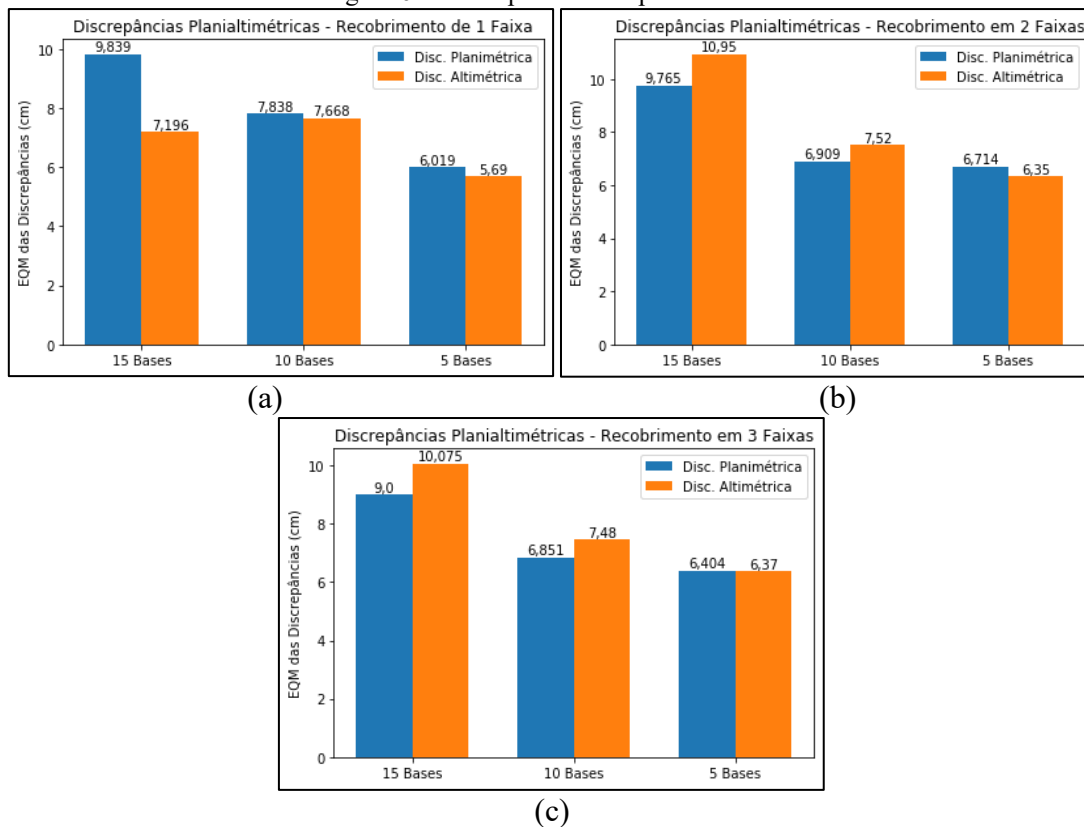 Discrepâncias Planialtimétricas - Recobrimento de 1 Faixa
EQM das Discrepâncias (cm)
10
8
6
4
2
0
9,839
7,196
7,838
7,668
6,019
5,69
Disc. Planimétrica
Disc. Altimétrica
15 Bases
10 Bases
5 Bases
(a)
Discrepâncias Planialtimétricas - Recobrimento em 2 Faixas
EQM das Discrepâncias (cm)
10
8
6
4
2
0
9,765
10,95
6,909
7,52
6,714
6,35
Disc. Planimétrica
Disc. Altimétrica
15 Bases
10 Bases
5 Bases
(b)
Discrepâncias Planialtimétricas - Recobrimento em 3 Faixas
EQM das Discrepâncias (cm)
10
8
6
4
2
0
9,0
10,075
6,851
7,48
6,404
6,37
Disc. Planimétrica
Disc. Altimétrica
15 Bases
10 Bases
5 Bases
(c)